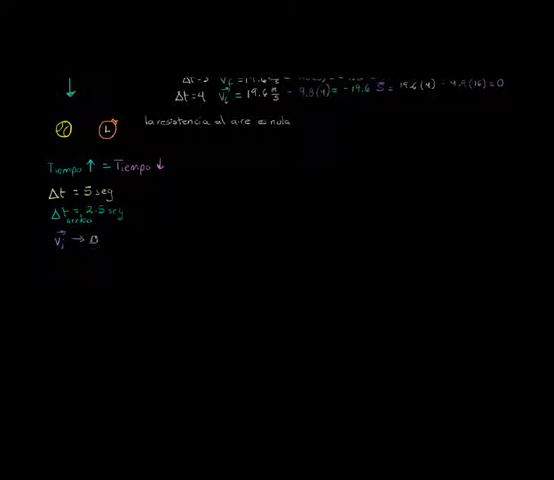 Δt=4 v⃗f = 19.6 m/s - 9.8(4) = -19.6 S = 19.6(4) - 4.9(16) = 0
L
la resistencia al aire es nula
Tiempo ↑ = Tiempo ↓
Δt = 5 seg
Δt = 2.5 seg
arriba
v⃗i →